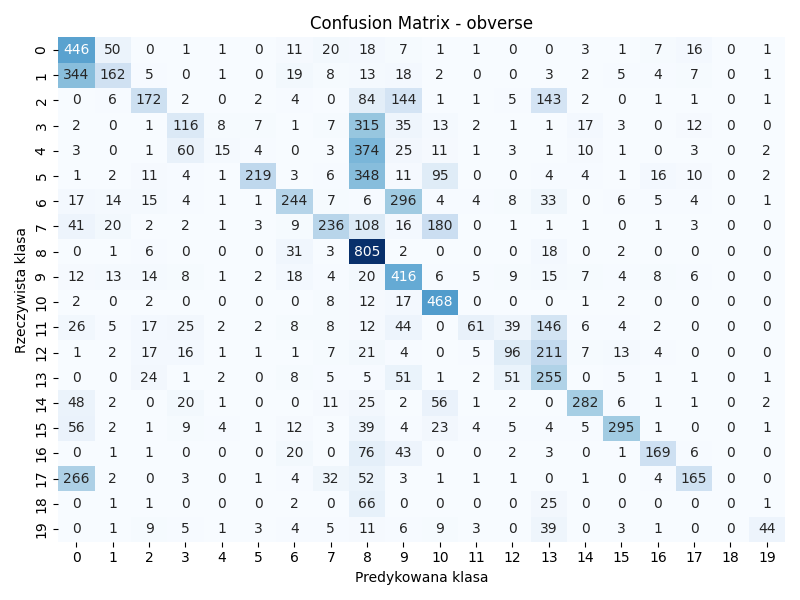 Confusion Matrix - obverse
Rzeczywista klasa
0 446 50 0 1 1 0 11 20 18 7 1 1 0 0 3 1 7 16 0 1
1 344 162 5 0 1 0 19 8 13 18 2 0 0 3 2 5 4 7 0 1
2 0 6 172 2 0 2 4 0 84 144 1 1 5 143 2 0 1 1 0 1
3 2 0 1 116 8 7 1 7 315 35 13 2 1 1 17 3 0 12 0 0
4 3 0 1 60 15 4 0 3 374 25 11 1 3 1 10 1 0 3 0 2
5 1 2 11 4 1 219 3 6 348 11 95 0 0 4 4 1 16 10 0 2
6 17 14 15 4 1 1 244 7 6 296 4 4 8 33 0 6 5 4 0 1
7 41 20 2 2 1 3 9 236 108 16 180 0 1 1 1 0 1 3 0 0
8 0 1 6 0 0 0 31 3 805 2 0 0 0 18 0 2 0 0 0 0
9 12 13 14 8 1 2 18 4 20 416 6 5 9 15 7 4 8 6 0 0
10 2 0 2 0 0 0 0 8 12 17 468 0 0 0 1 2 0 0 0 0
11 26 5 17 25 2 2 8 8 12 44 0 61 39 146 6 4 2 0 0 0
12 1 2 17 16 1 1 1 7 21 4 0 5 96 211 7 13 4 0 0 0
13 0 0 24 1 2 0 8 5 5 51 1 2 51 255 0 5 1 1 0 1
14 48 2 0 20 1 0 0 11 25 2 56 1 2 0 282 6 1 1 0 2
15 56 2 1 9 4 1 12 3 39 4 23 4 5 4 5 295 1 0 0 1
16 0 1 1 0 0 0 20 0 76 43 0 0 2 3 0 1 169 6 0 0
17 266 2 0 3 0 1 4 32 52 3 1 1 1 0 1 0 4 165 0 0
18 0 1 1 0 0 0 2 0 66 0 0 0 0 25 0 0 0 0 0 1
19 0 1 9 5 1 3 4 5 11 6 9 3 0 39 0 3 1 0 0 44
0 1 2 3 4 5 6 7 8 9 10 11 12 13 14 15 16 17 18 19
Predykowana klasa